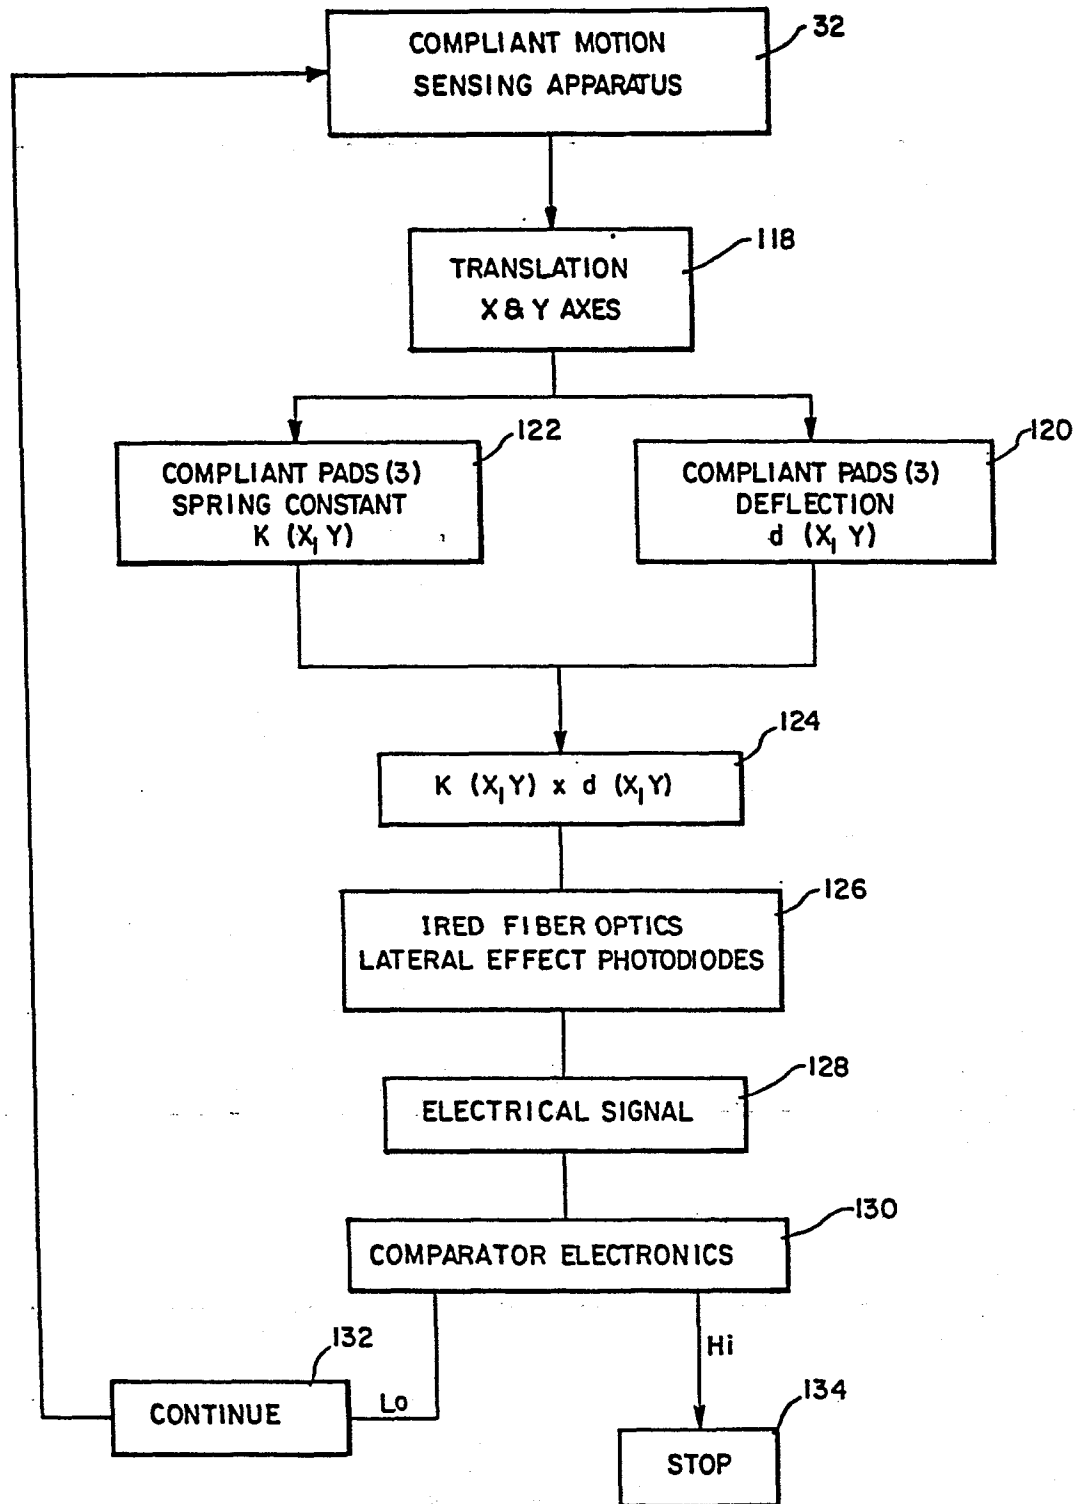 COMPLIANT MOTION
SENSING APPARATUS
32
TRANSLATION
X & Y AXES
118
COMPLIANT PADS (3)
SPRING CONSTANT
K (X, Y)
122
COMPLIANT PADS (3)
DEFLECTION
d (X, Y)
120
K (X, Y) x d (X, Y)
124
IRED FIBER OPTICS
LATERAL EFFECT PHOTODIODES
126
ELECTRICAL SIGNAL
128
COMPARATOR ELECTRONICS
130
Hi
132
CONTINUE
Lo
134
STOP